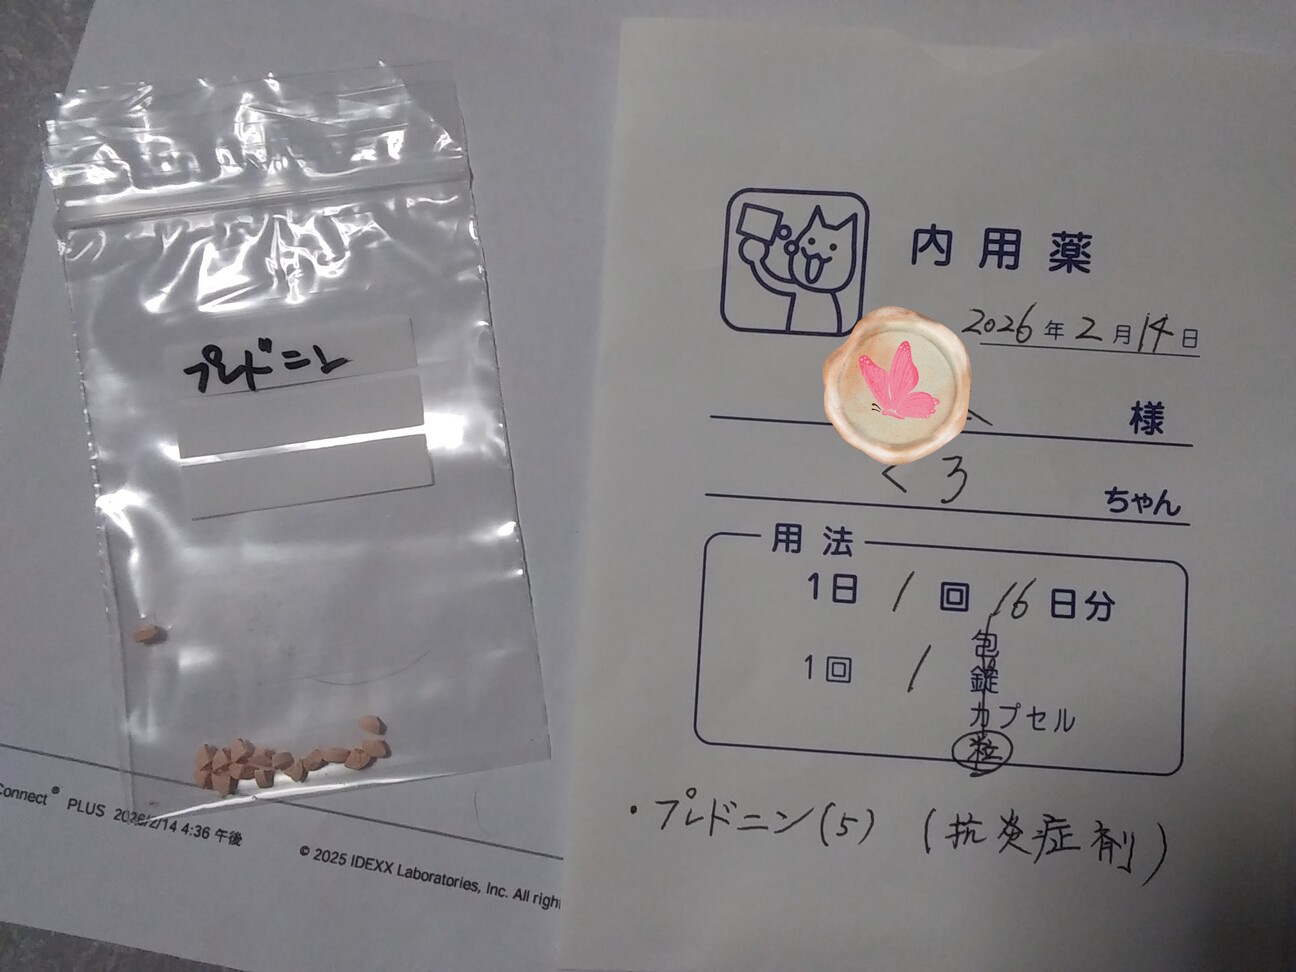 プレドニン
内用薬
2026年2月14日
様
くろ ちゃん
用法
1日 1 回 16 日分
1回 1 包
錠
カプセル
粒
・プレドニン(5) (抗炎症剤)
Connect® PLUS 2026/2/14 4:36 午後
© 2025 IDEXX Laboratories, Inc. All righ